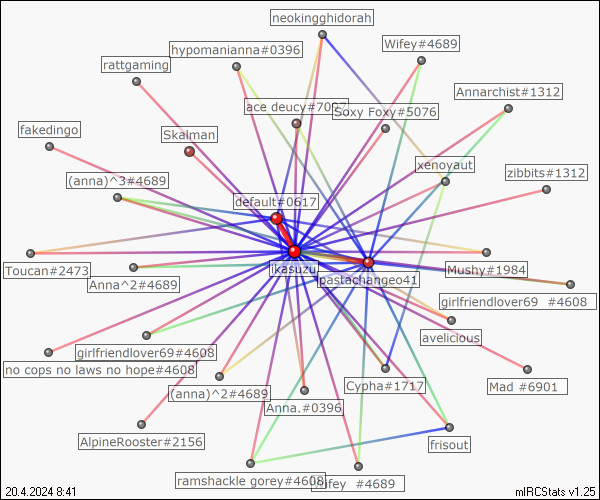 neokingghidorah
hypomanianna#0396
Wifey#4689
rattgaming
Annarchist#1312
ace deucy#7097
Soxy Foxy#5076
fakedingo
Skalman
xenoyaut
zibbits#1312
(anna)^3#4689
default#0617
Toucan#2473
ikasuzu
Mushy#1984
Anna^2#4689
pastachangeo41
girlfriendlover69 #4608
avelicious
girlfriendlover69#4608
no cops no laws no hope#4608
Cypha#1717
Mad #6901
(anna)^2#4689
Anna.#0396
AlpineRooster#2156
frisout
ramshackle gorey#4608
#4689
20.4.2024 8:41
mIRCStats v1.25